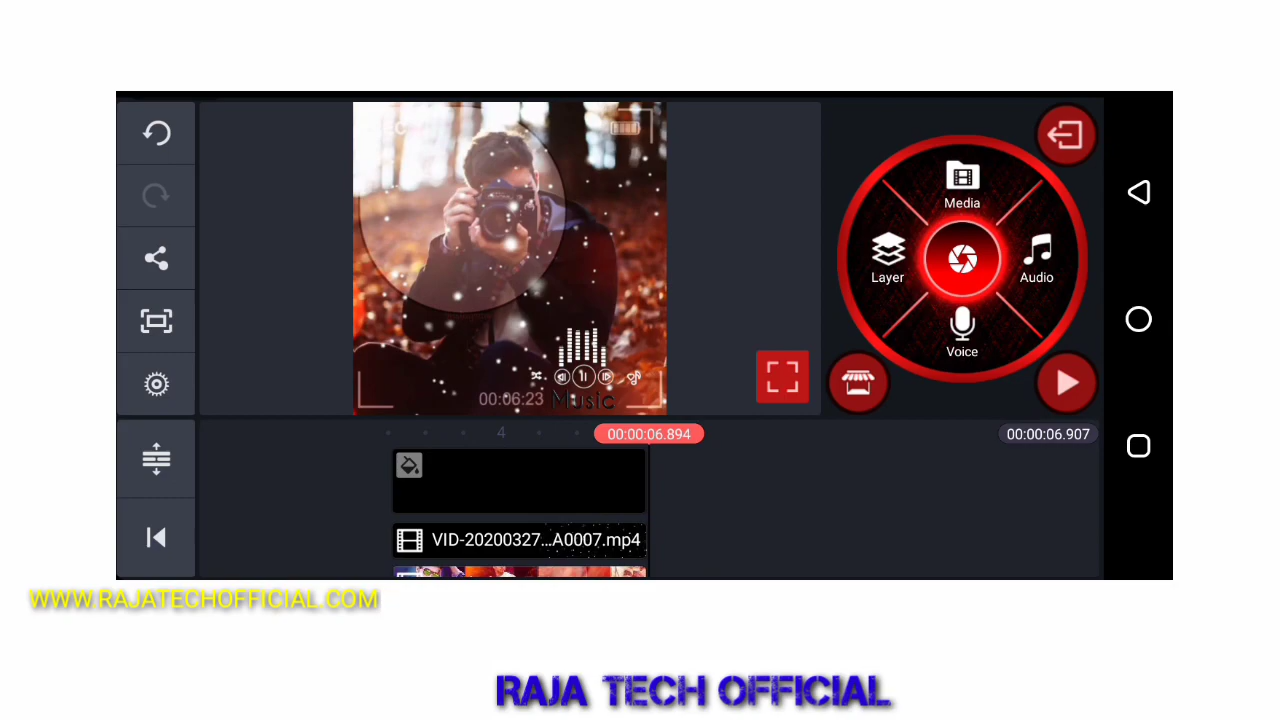 Media
Layer
Audio
Voice
00:06:23
Music
4
00:00:06.894
00:00:06.907
VID-20200327...A0007.mp4
WWW.RAJATECHOFFICIAL.COM
RAJA TECH OFFICIAL